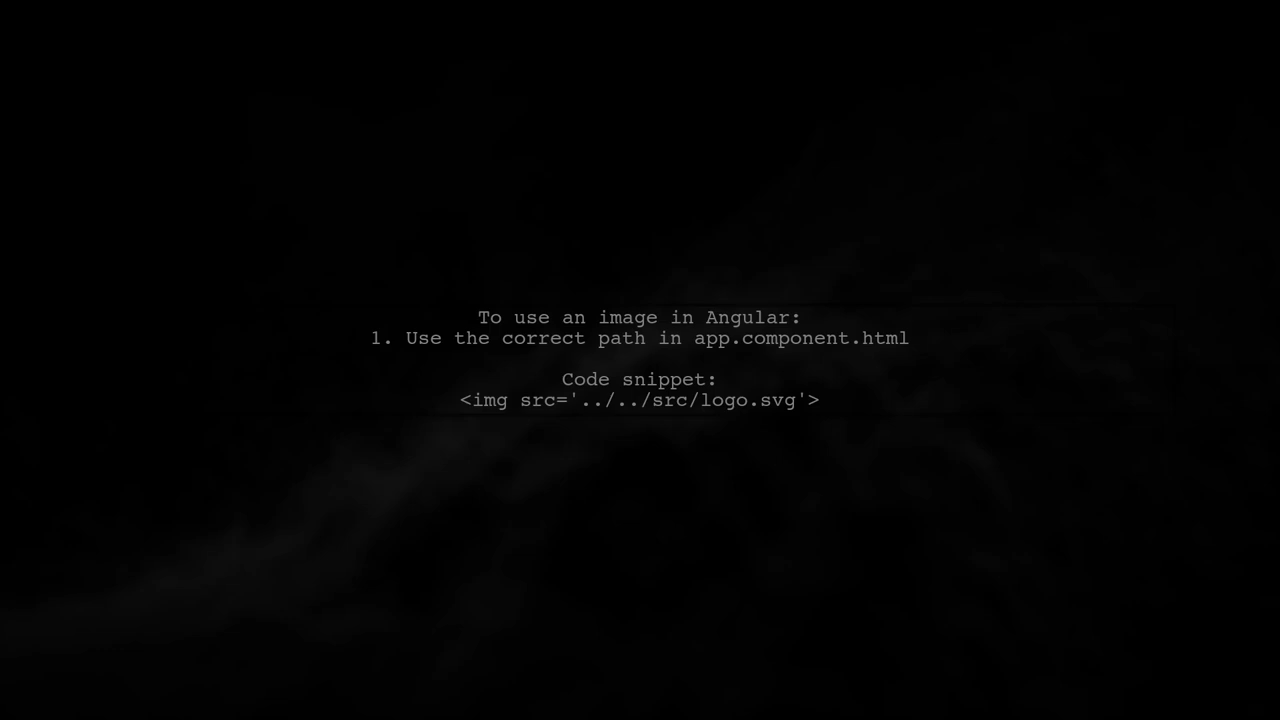 To use an image in Angular:
1. Use the correct path in app.component.html
Code snippet:
<img src='../../src/logo.svg'>